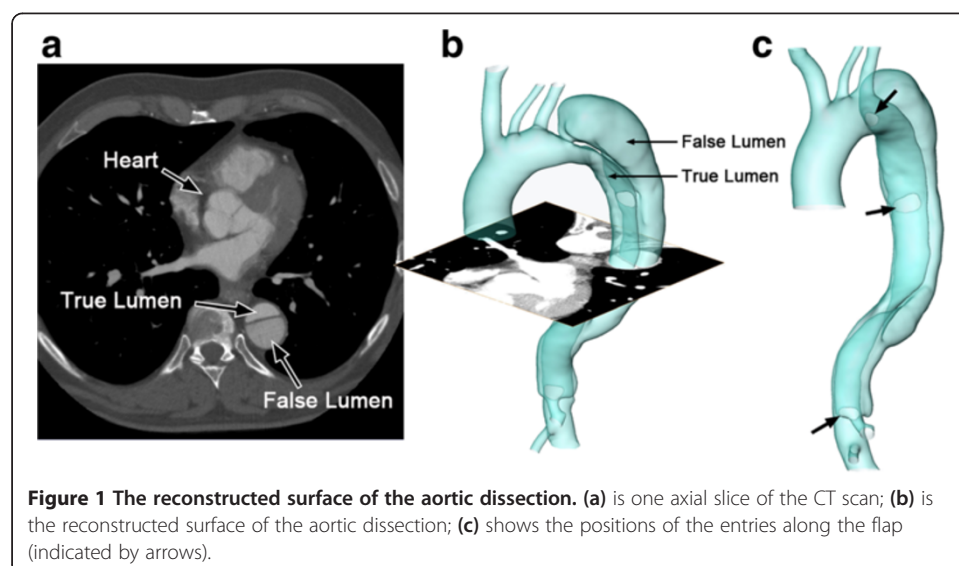 a
b
c
Heart
True Lumen
False Lumen
False Lumen
True Lumen
Figure 1 The reconstructed surface of the aortic dissection. (a) is one axial slice of the CT scan; (b) is
the reconstructed surface of the aortic dissection; (c) shows the positions of the entries along the flap
(indicated by arrows).